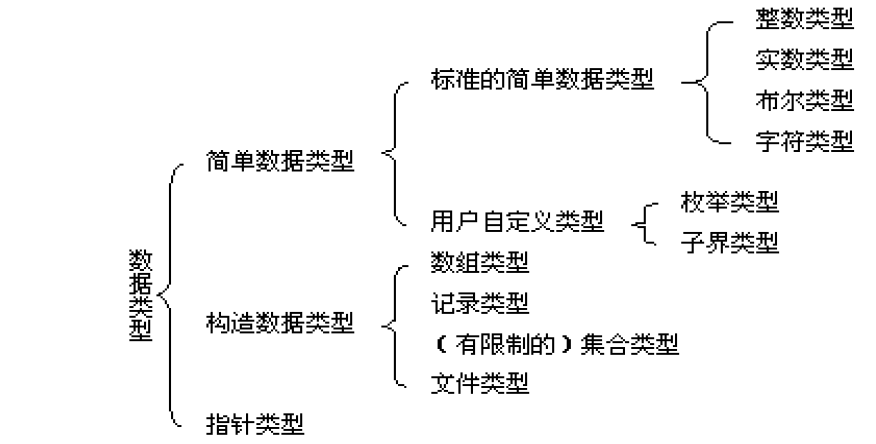 数据类型
简单数据类型
标准的简单数据类型
整数类型
实数类型
布尔类型
字符类型
用户自定义类型
枚举类型
子界类型
构造数据类型
数组类型
记录类型
（有限制的）集合类型
文件类型
指针类型